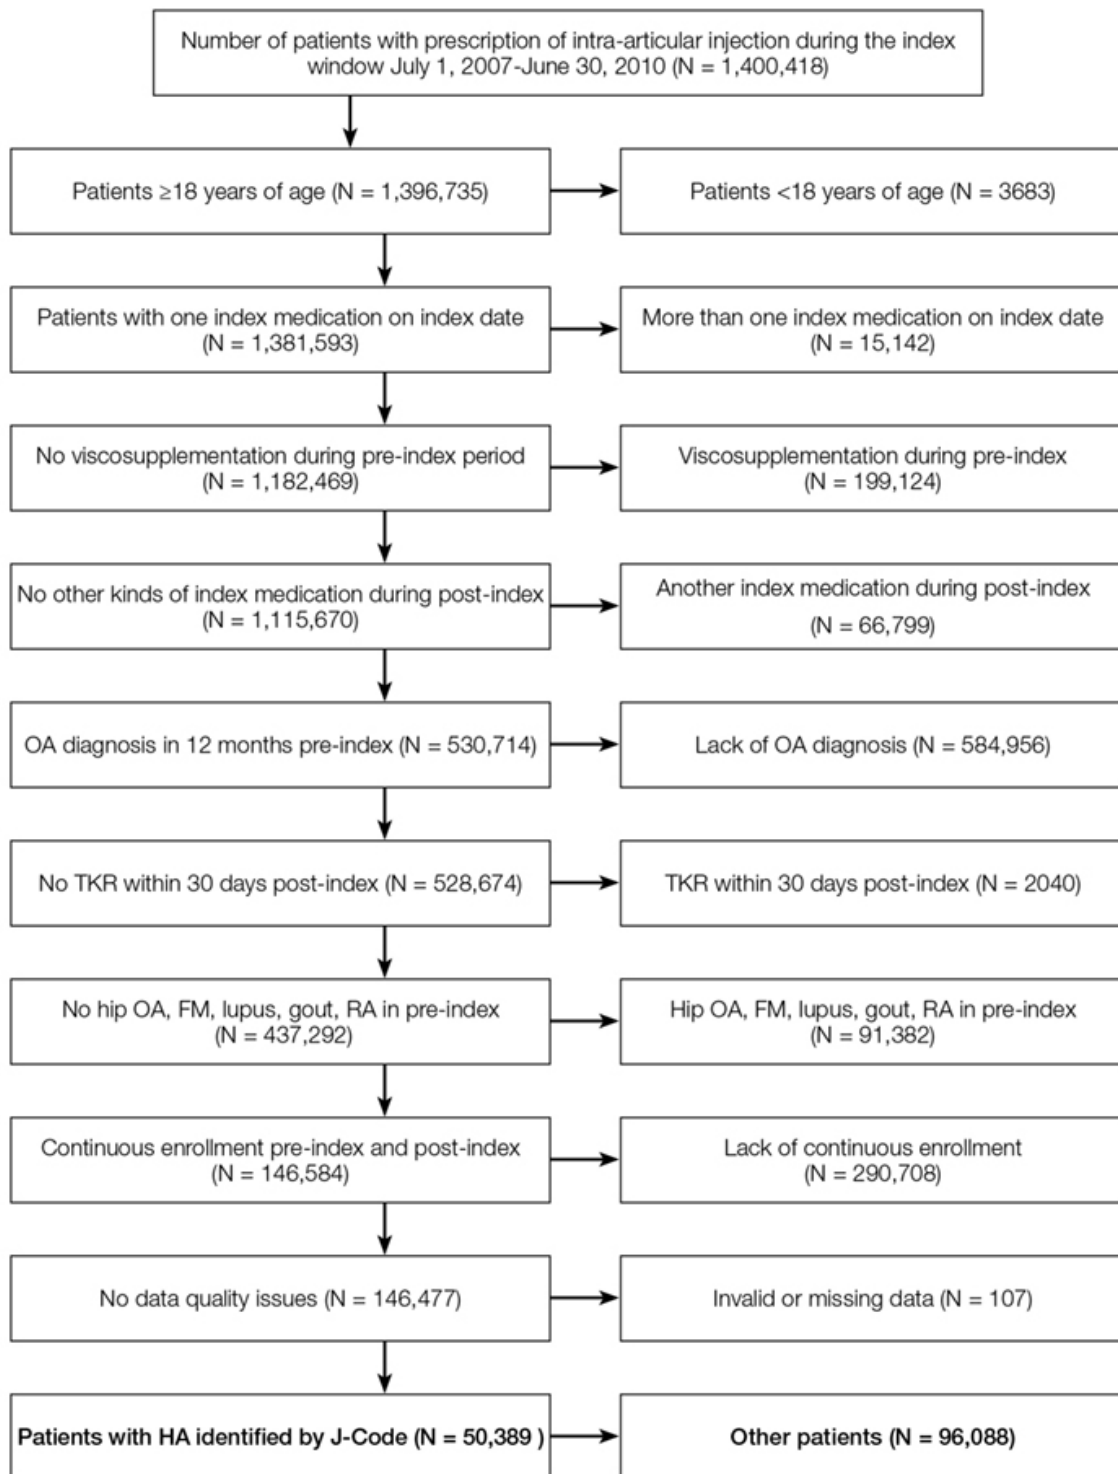 Number of patients with prescription of intra-articular injection during the index
window July 1, 2007-June 30, 2010 (N = 1,400,418)
Patients ≥18 years of age (N = 1,396,735)
Patients <18 years of age (N = 3683)
Patients with one index medication on index date
(N = 1,381,593)
More than one index medication on index date
(N = 15,142)
No viscosupplementation during pre-index period
(N = 1,182,469)
Viscosupplementation during pre-index
(N = 199,124)
No other kinds of index medication during post-index
(N = 1,115,670)
Another index medication during post-index
(N = 66,799)
OA diagnosis in 12 months pre-index (N = 530,714)
Lack of OA diagnosis (N = 584,956)
No TKR within 30 days post-index (N = 528,674)
TKR within 30 days post-index (N = 2040)
No hip OA, FM, lupus, gout, RA in pre-index
(N = 437,292)
Hip OA, FM, lupus, gout, RA in pre-index
(N = 91,382)
Continuous enrollment pre-index and post-index
(N = 146,584)
Lack of continuous enrollment
(N = 290,708)
No data quality issues (N = 146,477)
Invalid or missing data (N = 107)
Patients with HA identified by J-Code (N = 50,389 )
Other patients (N = 96,088)